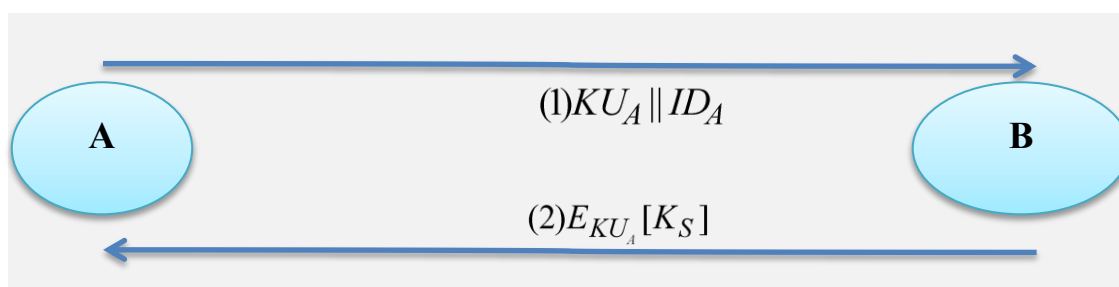 (1)KU_A || ID_A
A
B
(2)E_{KU_A}[K_S]